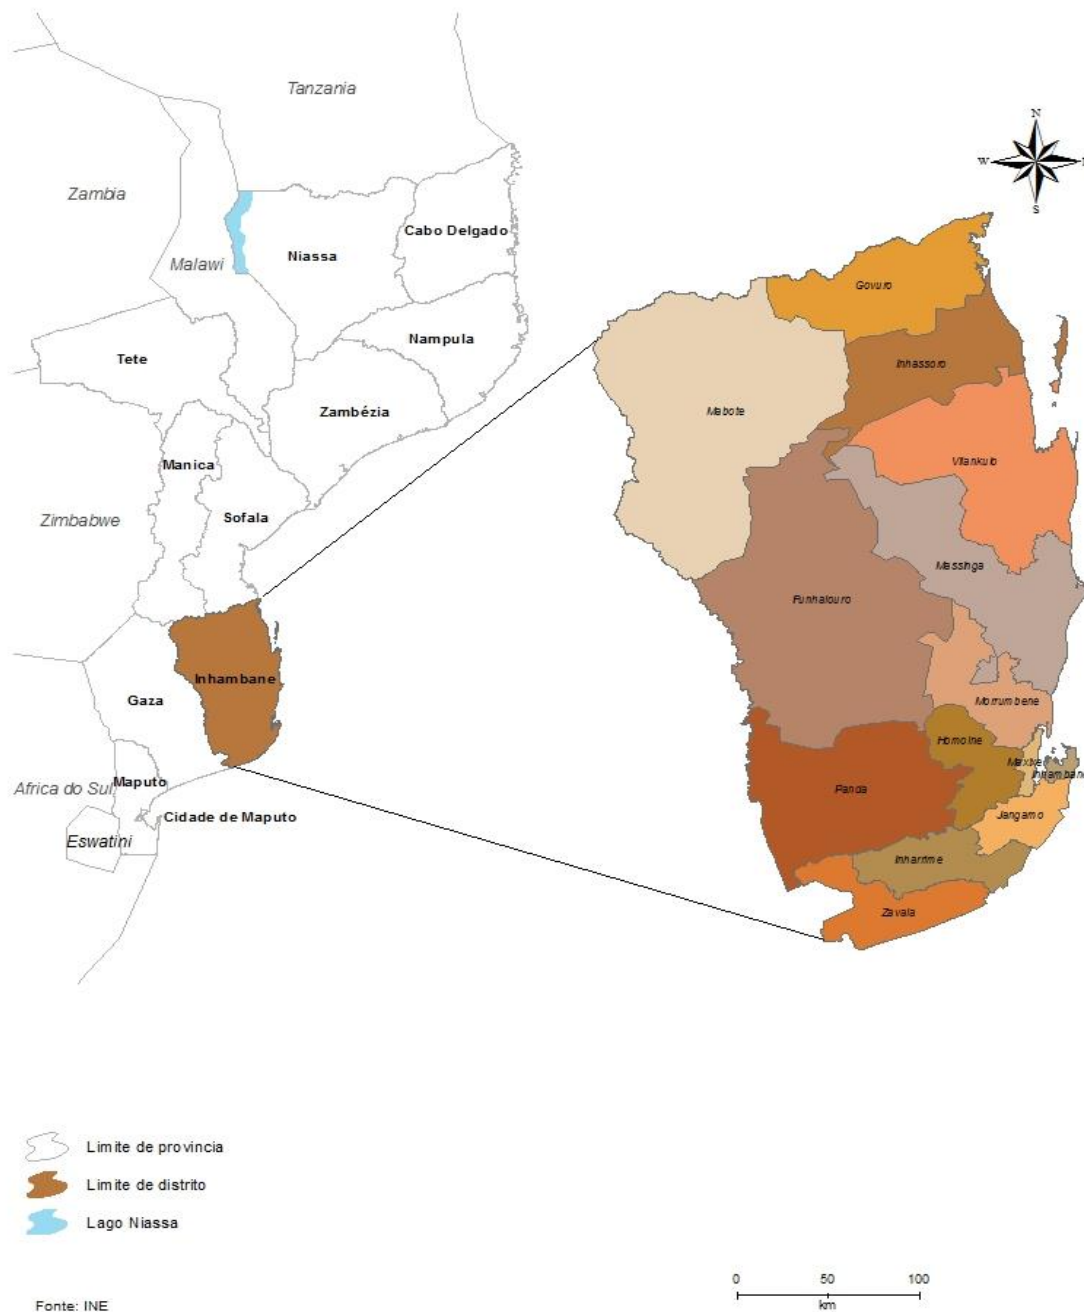 Tanzania
Zambia
Malawi
Niassa
Cabo Delgado
Nampula
Tete
Zambézia
Manica
Sofala
Zimbabwe
Inhambane
Gaza
Maputo
Africa do Sul
Cidade de Maputo
Eswatini
N
W
S
Govuro
Inhassoro
Mabote
Vilankulo
Massinga
Funhalouro
Morrumbene
Homoine
Maxixe
Inhambane
Panda
Jangamo
Inharrime
Zavala
Limite de provincia
Limite de distrito
Lago Niassa
0 50 100
km
Fonte: INE